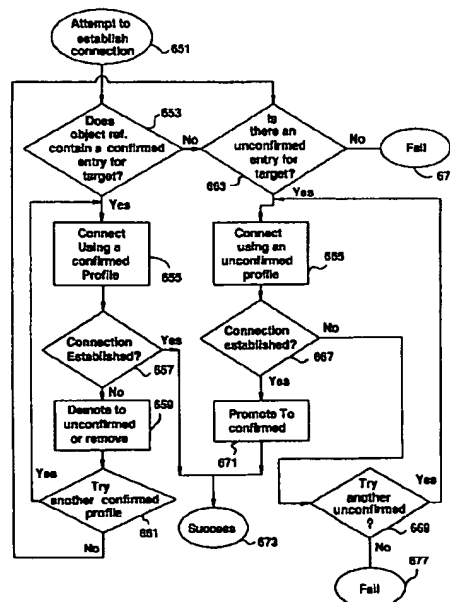 Attempt to
establish
connection
651
653
Does
object ref.
contain a confirmed
entry for
target?
No
Is
there an
unconfirmed
entry for
target?
663
No
Fail
67
Yes
Yes
Connect
Using a
confirmed
Profile
655
Connect
using an
unconfirmed
profile
665
Connection
Established?
Yes
657
No
Connection
established?
No
667
Yes
Demote to
unconfirmed
or remove
659
Promote To
confirmed
671
Yes
Try
another confirmed
profile
661
No
Success
673
Try
another
unconfirmed
?
Yes
669
No
677
Fail